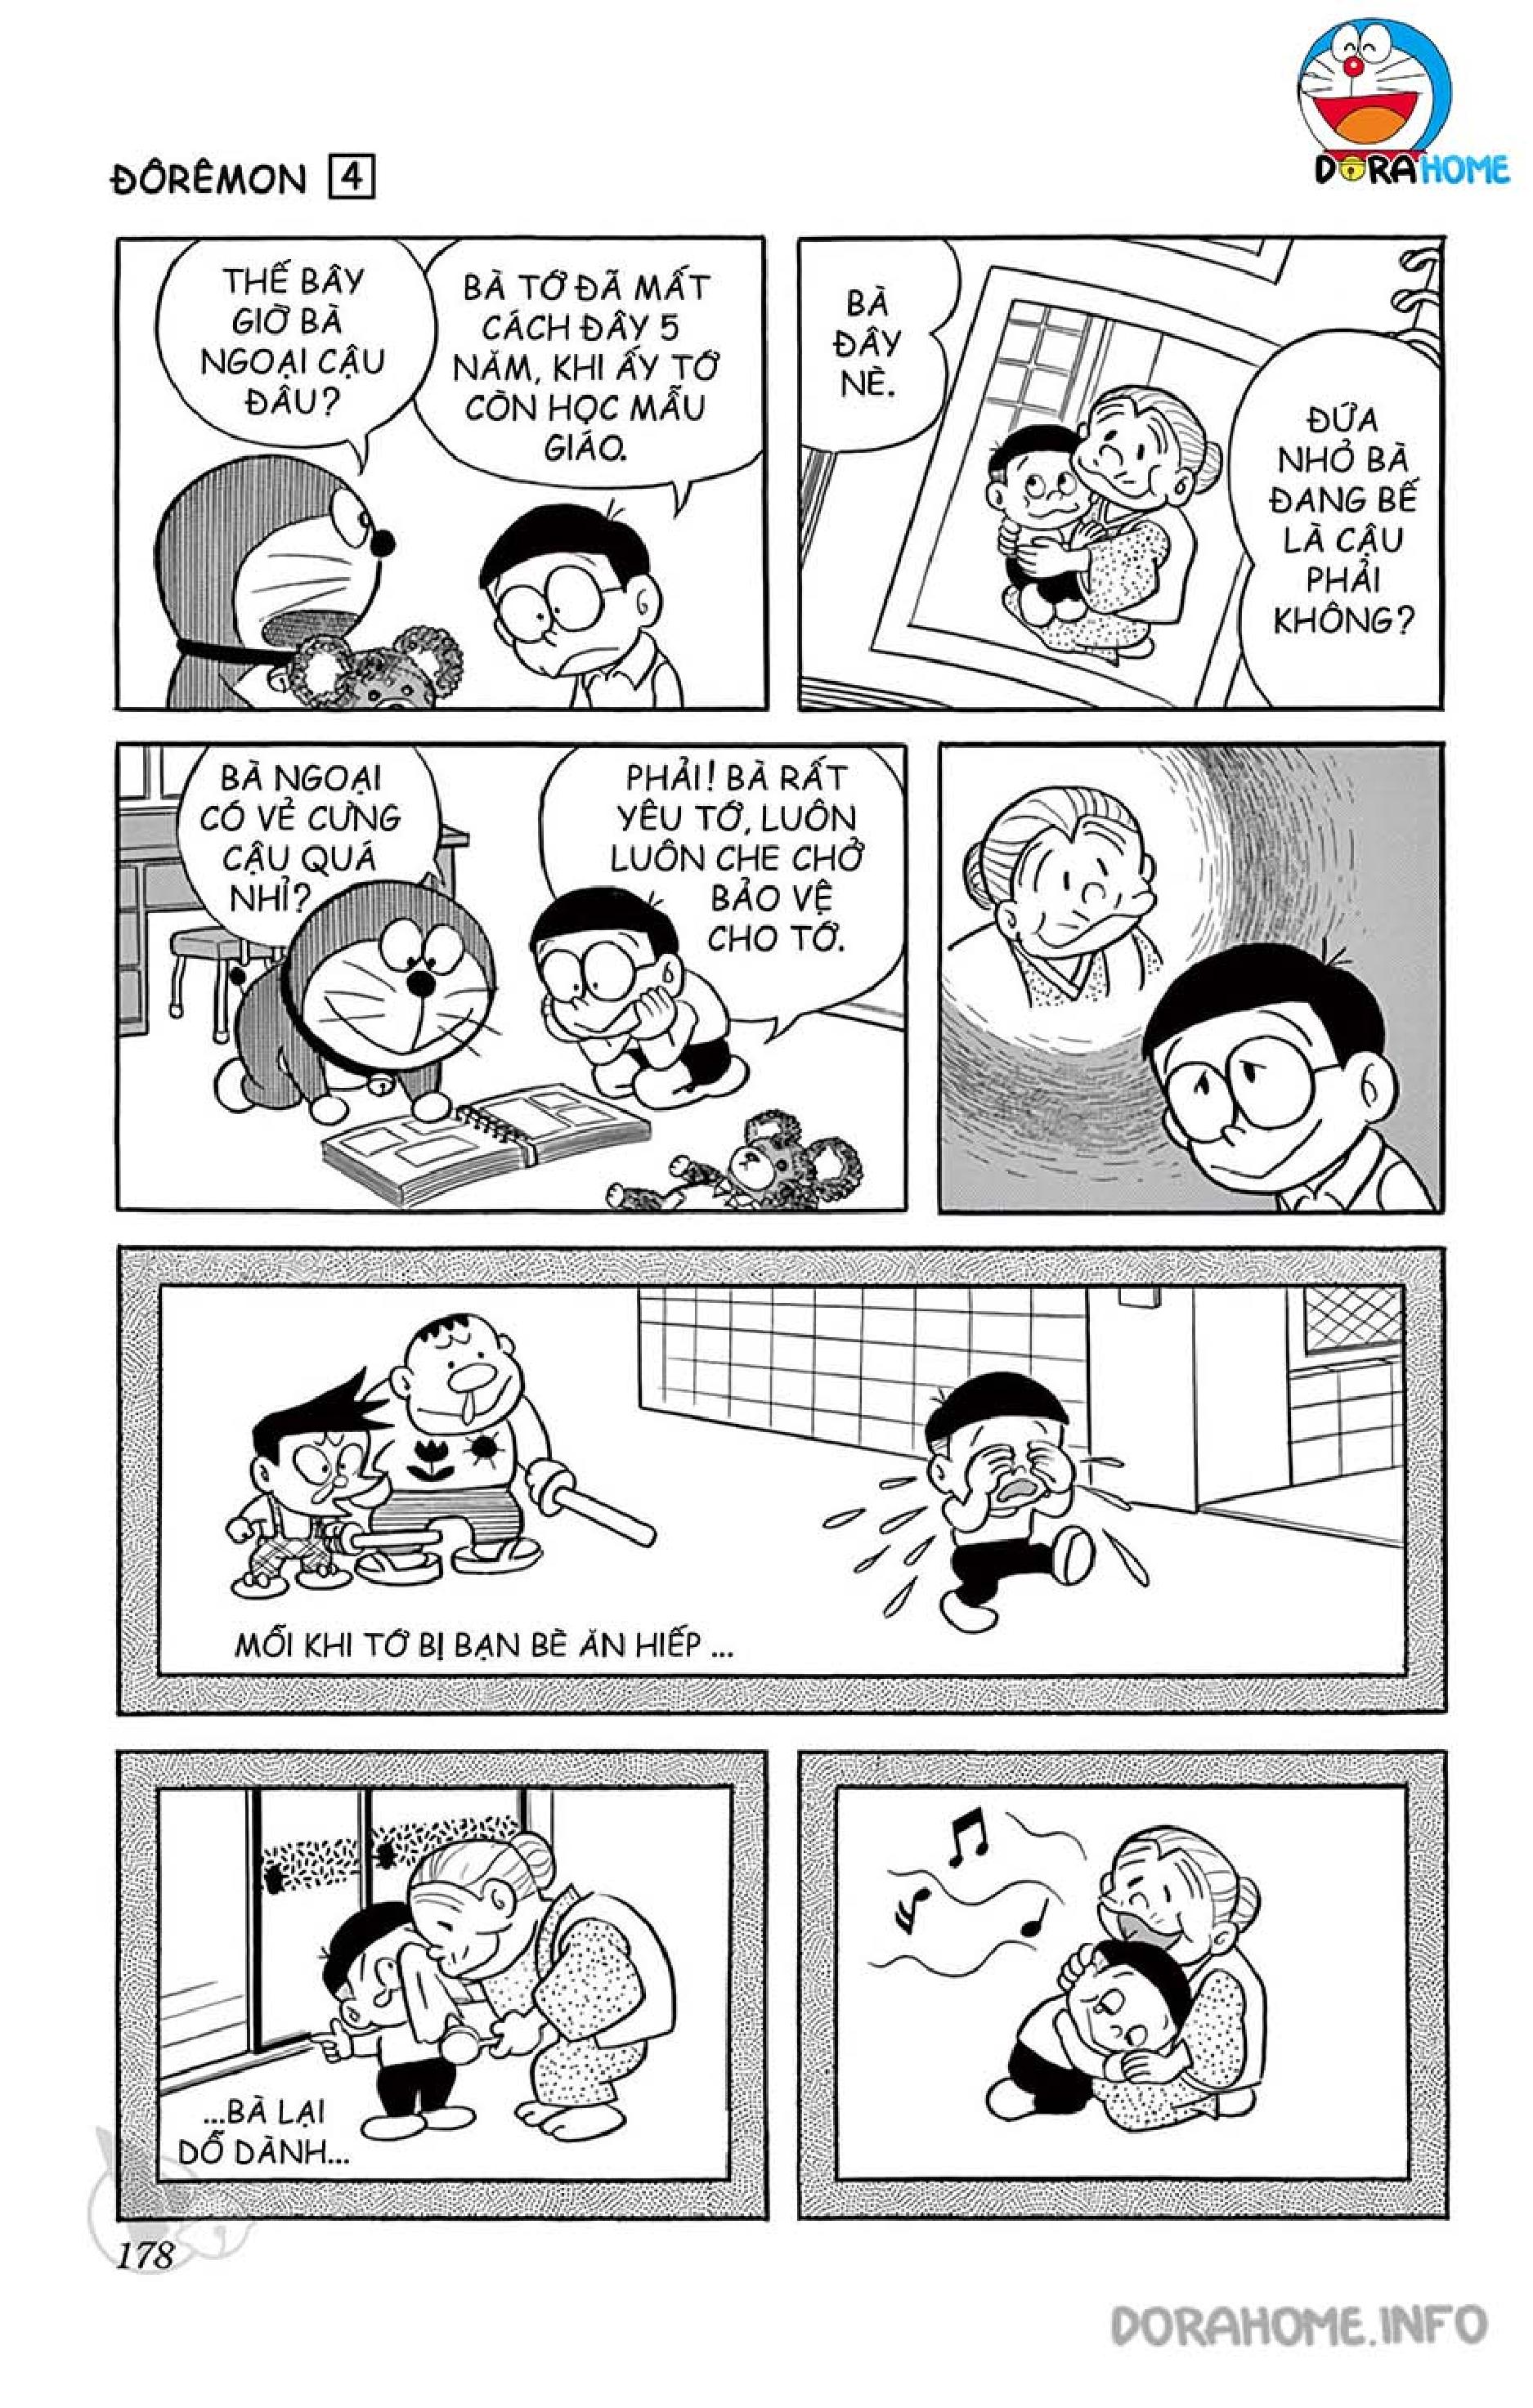 DORAHOME
ĐÔRÊMON 4
THẾ BÂY
GIỜ BÀ
NGOẠI CẬU
ĐÂU?
BÀ TỚ ĐÃ MẤT
CÁCH ĐÂY 5
NĂM, KHI ẤY TỚ
CÒN HỌC MẪU
GIÁO.
BÀ
ĐÂY
NÈ.
ĐỨA
NHỎ BÀ
ĐANG BẾ
LÀ CẬU
PHẢI
KHÔNG?
BÀ NGOẠI
CÓ VẺ CƯNG
CẬU QUÁ
NHỈ?
PHẢI! BÀ RẤT
YÊU TỚ, LUÔN
LUÔN CHE CHỞ
BẢO VỆ
CHO TỚ.
MỖI KHI TỚ BỊ BẠN BÈ ĂN HIẾP ...
...BÀ LẠI
DỖ DÀNH...
178
DORAHOME.INFO